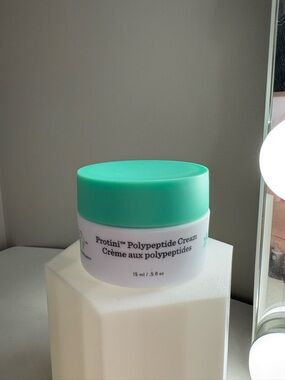 Protini™ Polypeptide Cream
Crème aux polypeptides
15 ml / .5 fl oz